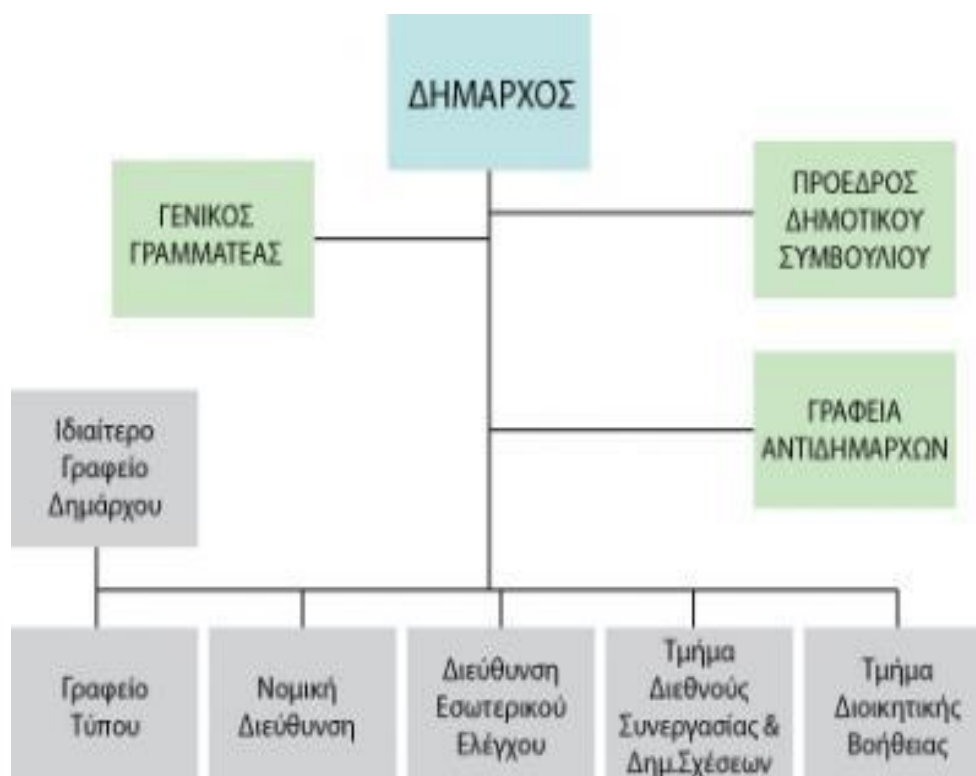 ΔΗΜΑΡΧΟΣ
ΓΕΝΙΚΟΣ
ΓΡΑΜΜΑΤΕΑΣ
ΠΡΟΕΔΡΟΣ
ΔΗΜΟΤΙΚΟΥ
ΣΥΜΒΟΥΛΙΟΥ
ΓΡΑΦΕΙΑ
ΑΝΤΙΔΗΜΑΡΧΩΝ
Ιδιαίτερο
Γραφείο
Δημάρχου
Γραφείο
Τύπου
Νομική
Διεύθυνση
Διεύθυνση
Εσωτερικού
Ελέγχου
Τμήμα
Διεθνούς
Συνεργασίας &
Δημ.Σχέσεων
Τμήμα
Διοικητικής
Βοήθειας